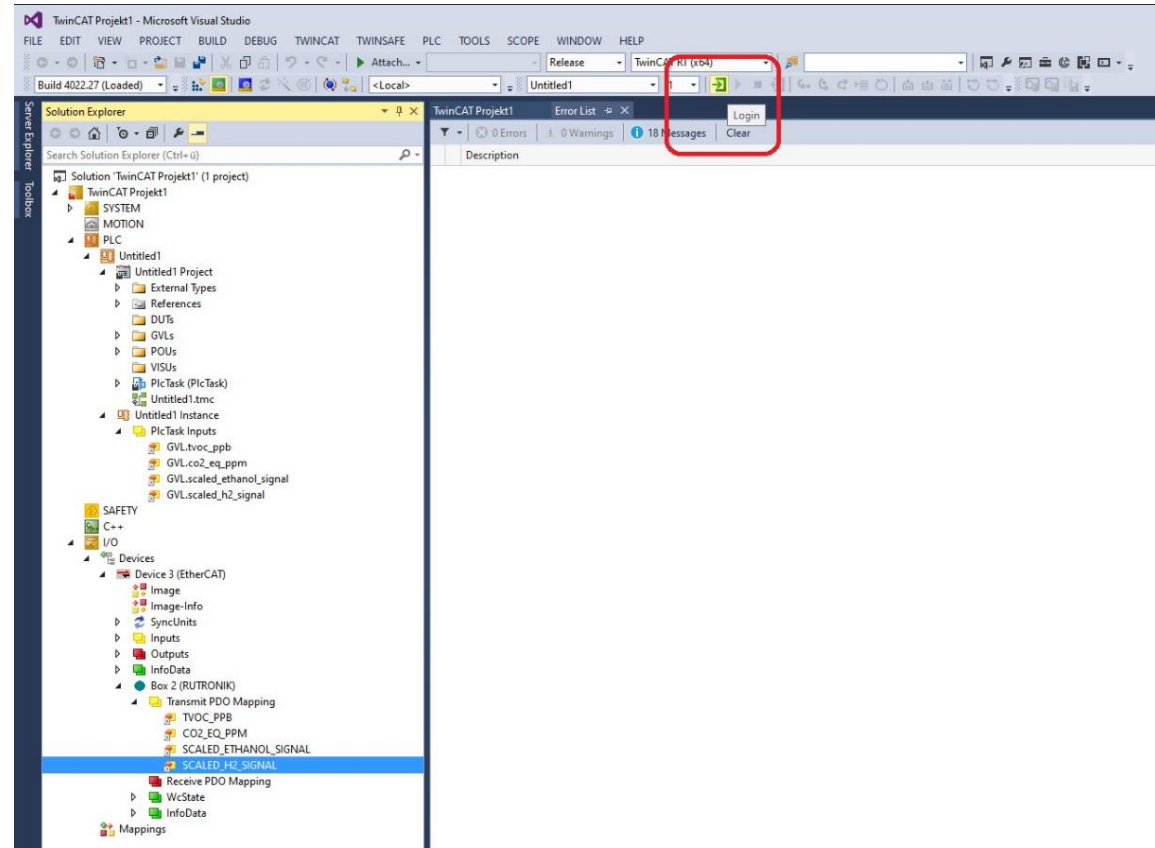 TwinCAT Projekt1 - Microsoft Visual Studio
FILE EDIT VIEW PROJECT BUILD DEBUG TWINCAT TWINSAFE PLC TOOLS SCOPE WINDOW HELP
Attach... Release TwinCAT RT (x64)
Build 4022.27 (Loaded) <Local> Untitled1 1
Login
Server Explorer
Toolbox
Solution Explorer
Search Solution Explorer (Ctrl+ü)
Solution 'TwinCAT Projekt1' (1 project)
TwinCAT Projekt1
SYSTEM
MOTION
PLC
Untitled1
Untitled1 Project
External Types
References
DUTs
GVLs
POUs
VISUs
PlcTask (PlcTask)
Untitled1.tmc
Untitled1 Instance
PlcTask Inputs
GVL.tvoc_ppb
GVL.co2_eq_ppm
GVL.scaled_ethanol_signal
GVL.scaled_h2_signal
SAFETY
C++
I/O
Devices
Device 3 (EtherCAT)
Image
Image-Info
SyncUnits
Inputs
Outputs
InfoData
Box 2 (RUTRONIK)
Transmit PDO Mapping
TVOC_PPB
CO2_EQ_PPM
SCALED_ETHANOL_SIGNAL
SCALED_H2_SIGNAL
Receive PDO Mapping
WcState
InfoData
Mappings
TwinCAT Projekt1 Error List
0 Errors 0 Warnings 18 Messages Clear
Description